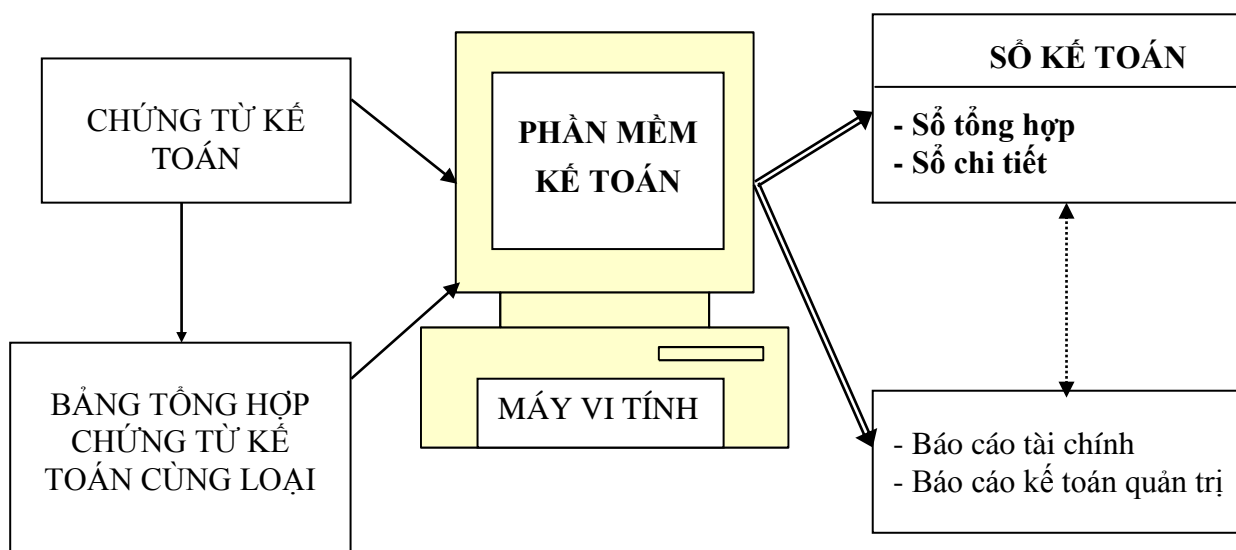 CHỨNG TỪ KẾ
TOÁN
BẢNG TỔNG HỢP
CHỨNG TỪ KẾ
TOÁN CÙNG LOẠI
PHẦN MỀM
KẾ TOÁN
MÁY VI TÍNH
SỔ KẾ TOÁN
- Sổ tổng hợp
- Sổ chi tiết
- Báo cáo tài chính
- Báo cáo kế toán quản trị